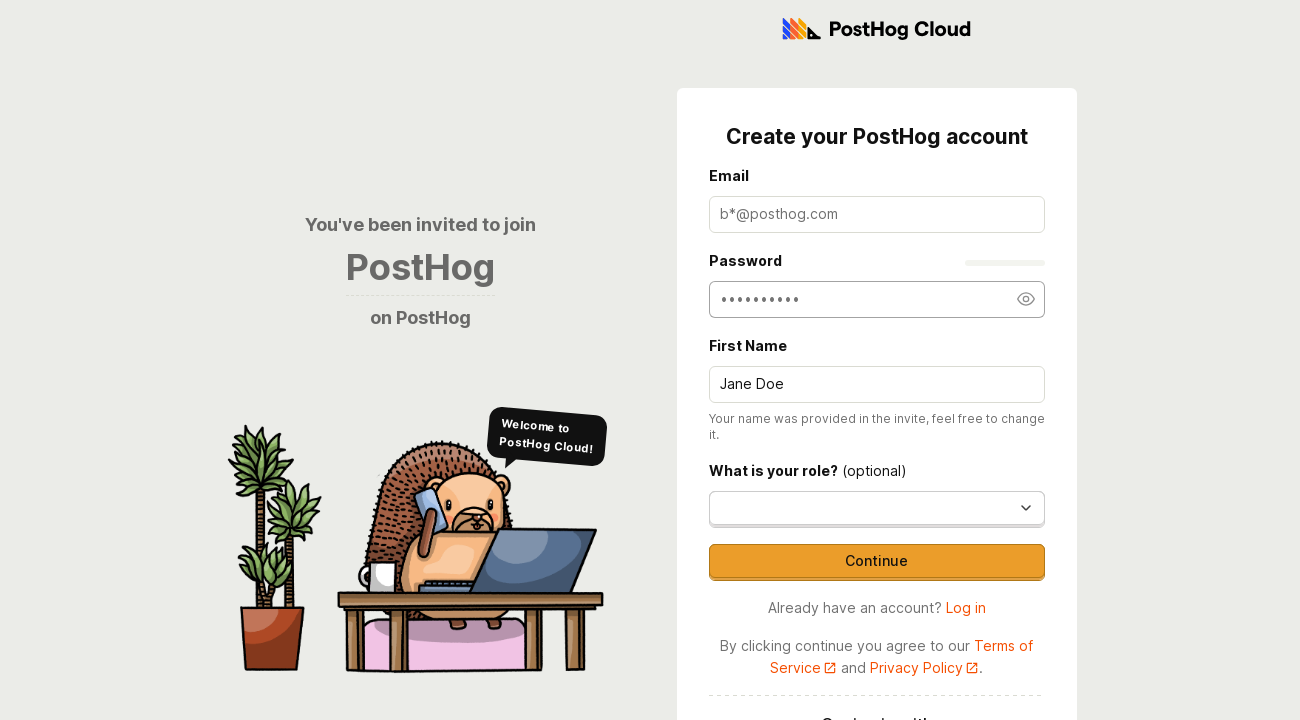 PostHog Cloud
You've been invited to join
PostHog
on PostHog
Welcome to
PostHog Cloud!
Create your PostHog account
Email
b*@posthog.com
Password
••••••••••
First Name
Jane Doe
Your name was provided in the invite, feel free to change
it.
What is your role? (optional)
Continue
Already have an account? Log in
By clicking continue you agree to our Terms of
Service and Privacy Policy.